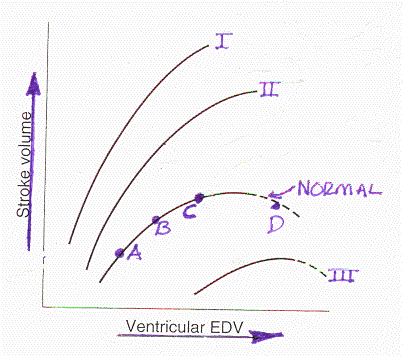 I
II
Stroke volume
NORMAL
D
C
B
A
III
Ventricular EDV